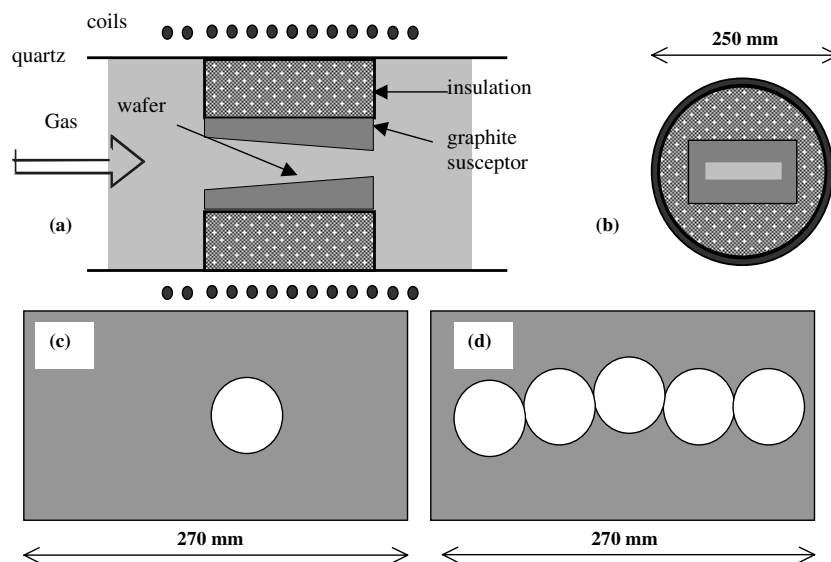 coils
quartz
wafer
Gas
insulation
graphite
susceptor
(a)
250 mm
(b)
(c)
270 mm
(d)
270 mm